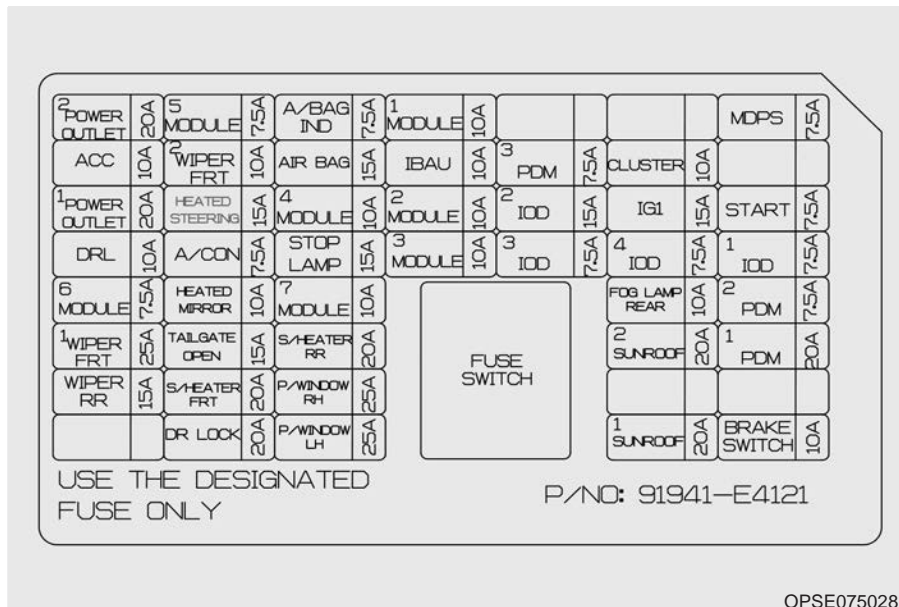 2 POWER OUTLET 20A 5 MODULE 7.5A A/BAG IND 7.5A 1 MODULE 10A MDPS 7.5A
ACC 10A 2 WIPER FRT 10A AIR BAG 15A IBAU 10A 3 PDM 7.5A CLUSTER 10A
1 POWER OUTLET 20A HEATED STEERING 15A 4 MODULE 10A 2 MODULE 10A 2 IOD 15A IG1 15A START 7.5A
DRL 10A A/CON 7.5A STOP LAMP 15A 3 MODULE 10A 3 IOD 7.5A 4 IOD 7.5A 1 IOD 7.5A
6 MODULE 7.5A HEATED MIRROR 10A 7 MODULE 10A FOG LAMP REAR 10A 2 PDM 7.5A
1 WIPER FRT 25A TAILGATE OPEN 15A S/HEATER RR 20A 2 SUNROOF 20A 1 PDM 20A
WIPER RR 15A S/HEATER FRT 20A P/WINDOW RH 25A
DR LOCK 20A P/WINDOW LH 25A 1 SUNROOF 20A BRAKE SWITCH 10A
FUSE
SWITCH
USE THE DESIGNATED
FUSE ONLY
P/NO: 91941-E4121
OPSE075028